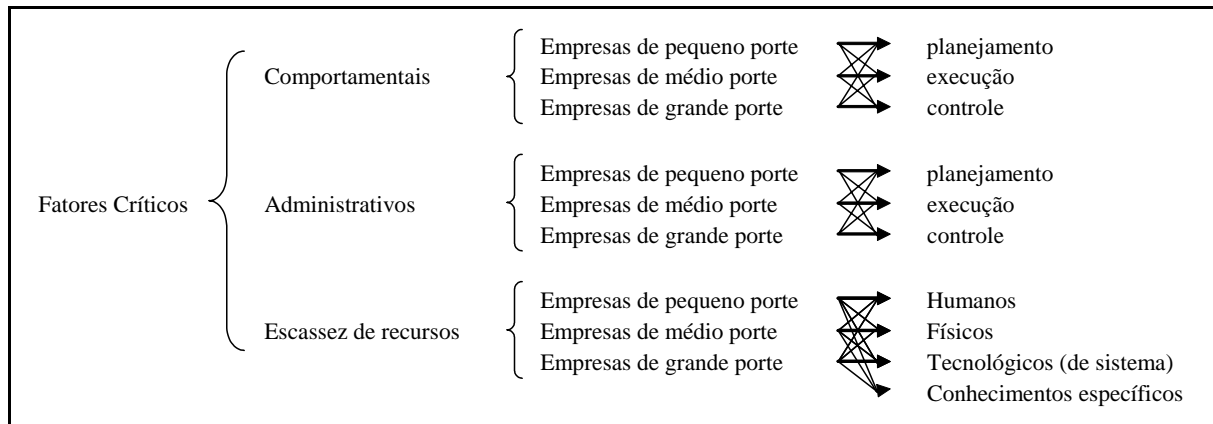 Empresas de pequeno porte planejamento
Comportamentais Empresas de médio porte execução
Empresas de grande porte controle
Empresas de pequeno porte planejamento
Fatores Críticos Administrativos Empresas de médio porte execução
Empresas de grande porte controle
Empresas de pequeno porte Humanos
Escassez de recursos Empresas de médio porte Físicos
Empresas de grande porte Tecnológicos (de sistema)
Conhecimentos específicos